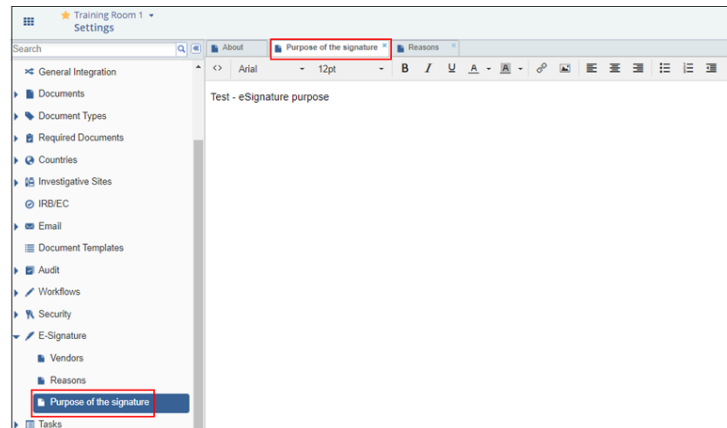 Training Room 1
Settings
Search
About
Purpose of the signature
Reasons
Arial
12pt
B
I
U
A
A
General Integration
Documents
Document Types
Required Documents
Countries
Investigative Sites
IRB/EC
Email
Document Templates
Audit
Workflows
Security
E-Signature
Vendors
Reasons
Purpose of the signature
Tasks
Test - eSignature purpose